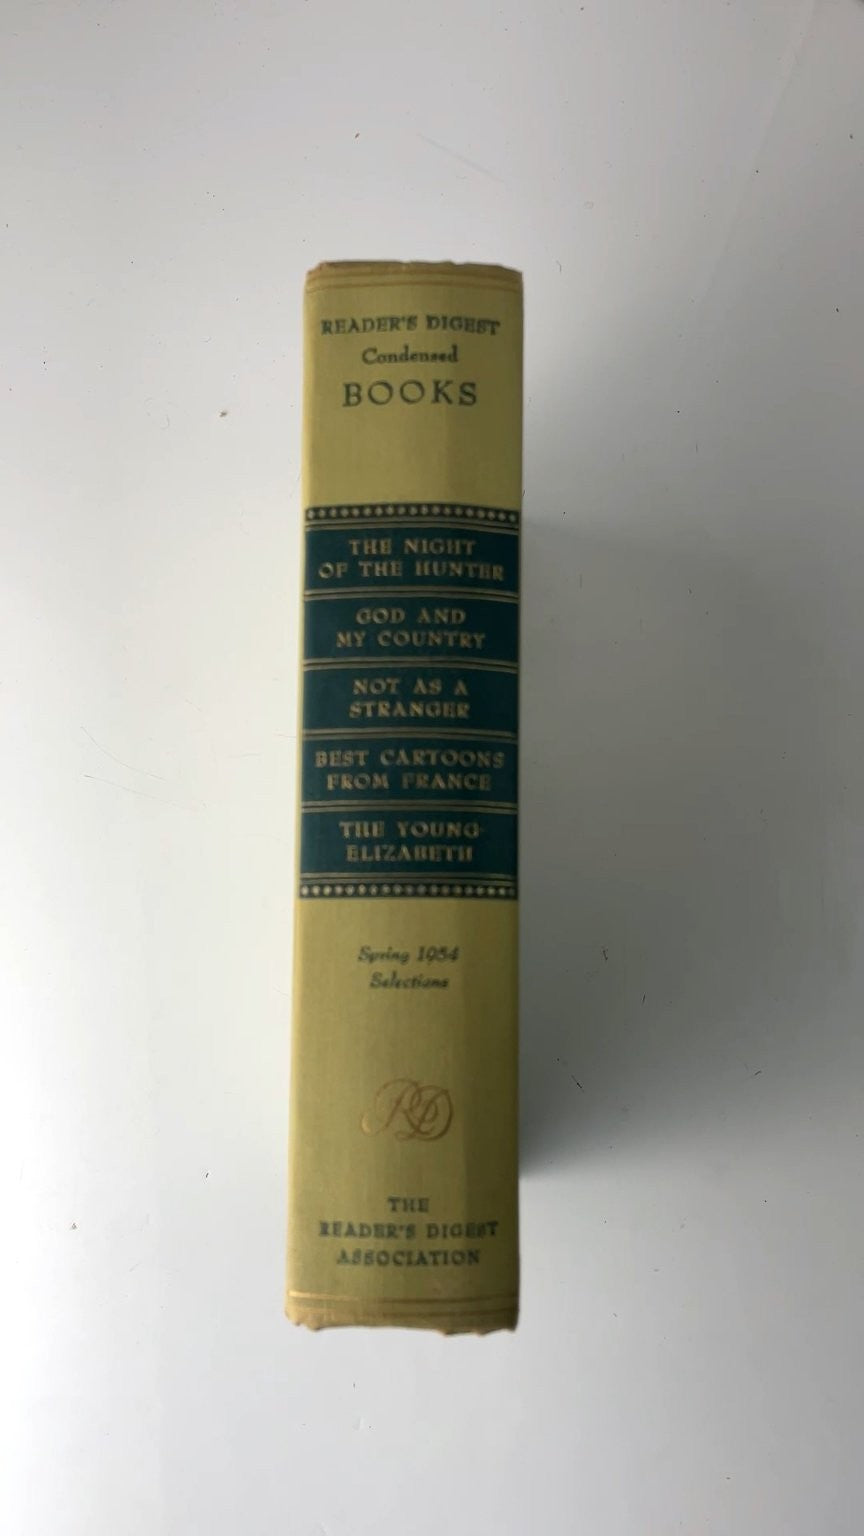 READER'S DIGEST
Condensed
BOOKS
THE NIGHT
OF THE HUNTER
GOD AND
MY COUNTRY
NOT AS A
STRANGER
BEST CARTOONS
FROM FRANCE
THE YOUNG
ELIZABETH
Spring 1954
Selections
RD
THE
READER'S DIGEST
ASSOCIATION